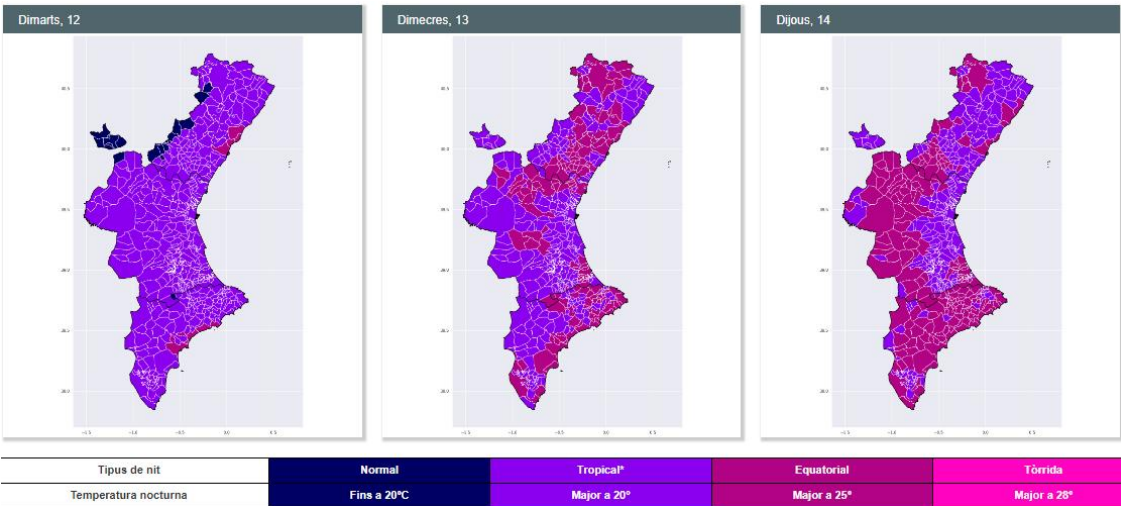 Dimarts, 12
Dimecres, 13
Dijous, 14
Tipus de nit Normal Tropical* Equatorial Tòrrida
Temperatura nocturna Fins a 20ºC Major a 20º Major a 25º Major a 28º